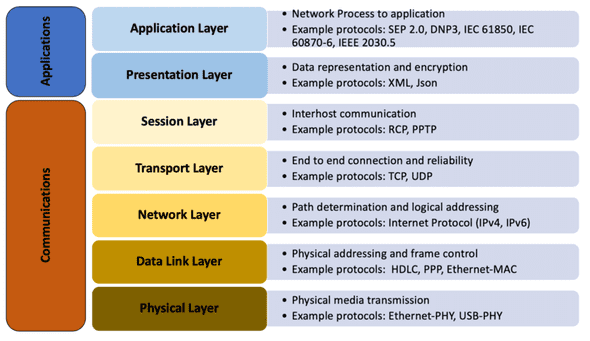 Applications
Application Layer
• Network Process to application
• Example protocols: SEP 2.0, DNP3, IEC 61850, IEC
60870-6, IEEE 2030.5
Presentation Layer
• Data representation and encryption
• Example protocols: XML, Json
Communications
Session Layer
• Interhost communication
• Example protocols: RCP, PPTP
Transport Layer
• End to end connection and reliability
• Example protocols: TCP, UDP
Network Layer
• Path determination and logical addressing
• Example protocols: Internet Protocol (IPv4, IPv6)
Data Link Layer
• Physical addressing and frame control
• Example protocols: HDLC, PPP, Ethernet-MAC
Physical Layer
• Physical media transmission
• Example protocols: Ethernet-PHY, USB-PHY